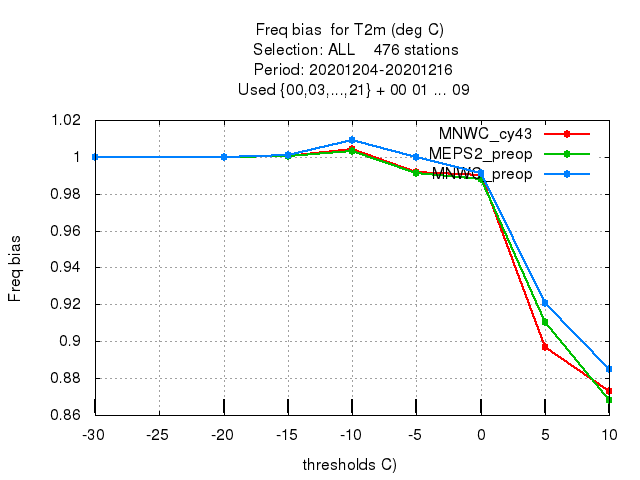 Freq bias for T2m (deg C)
Selection: ALL 476 stations
Period: 20201204-20201216
Used {00,03,...,21} + 00 01 ... 09
1.02
1
0.98
0.96
0.94
0.92
0.9
0.88
0.86
Freq bias
MNWC_cy43
MEPS2_preop
MNWC_preop
-30 -25 -20 -15 -10 -5 0 5 10
thresholds C)